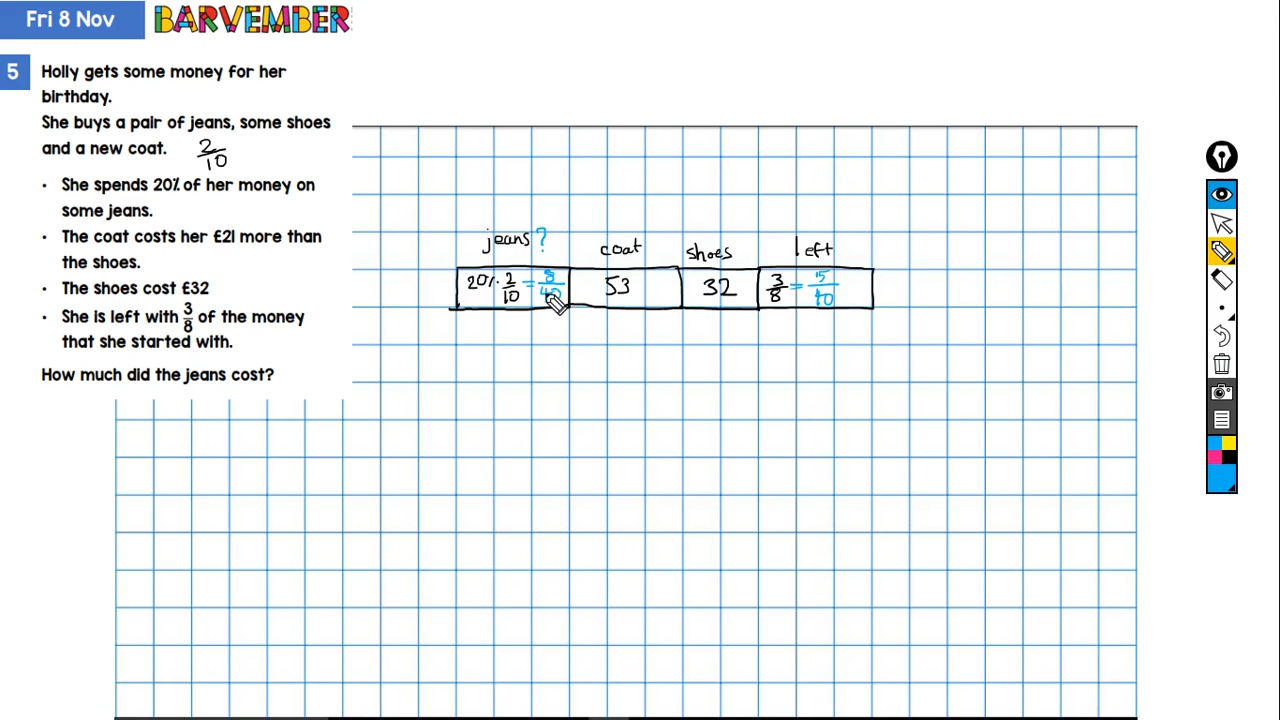 Fri 8 Nov
BARVEMBER
5
Holly gets some money for her
birthday.
She buys a pair of jeans, some shoes
and a new coat.
2/10
• She spends 20% of her money on
some jeans.
• The coat costs her £21 more than
the shoes.
• The shoes cost £32
• She is left with 3/8 of the money
that she started with.
How much did the jeans cost?
jeans ? coat shoes left
20% 2/10 = 8/40 53 32 3/8 = 15/40